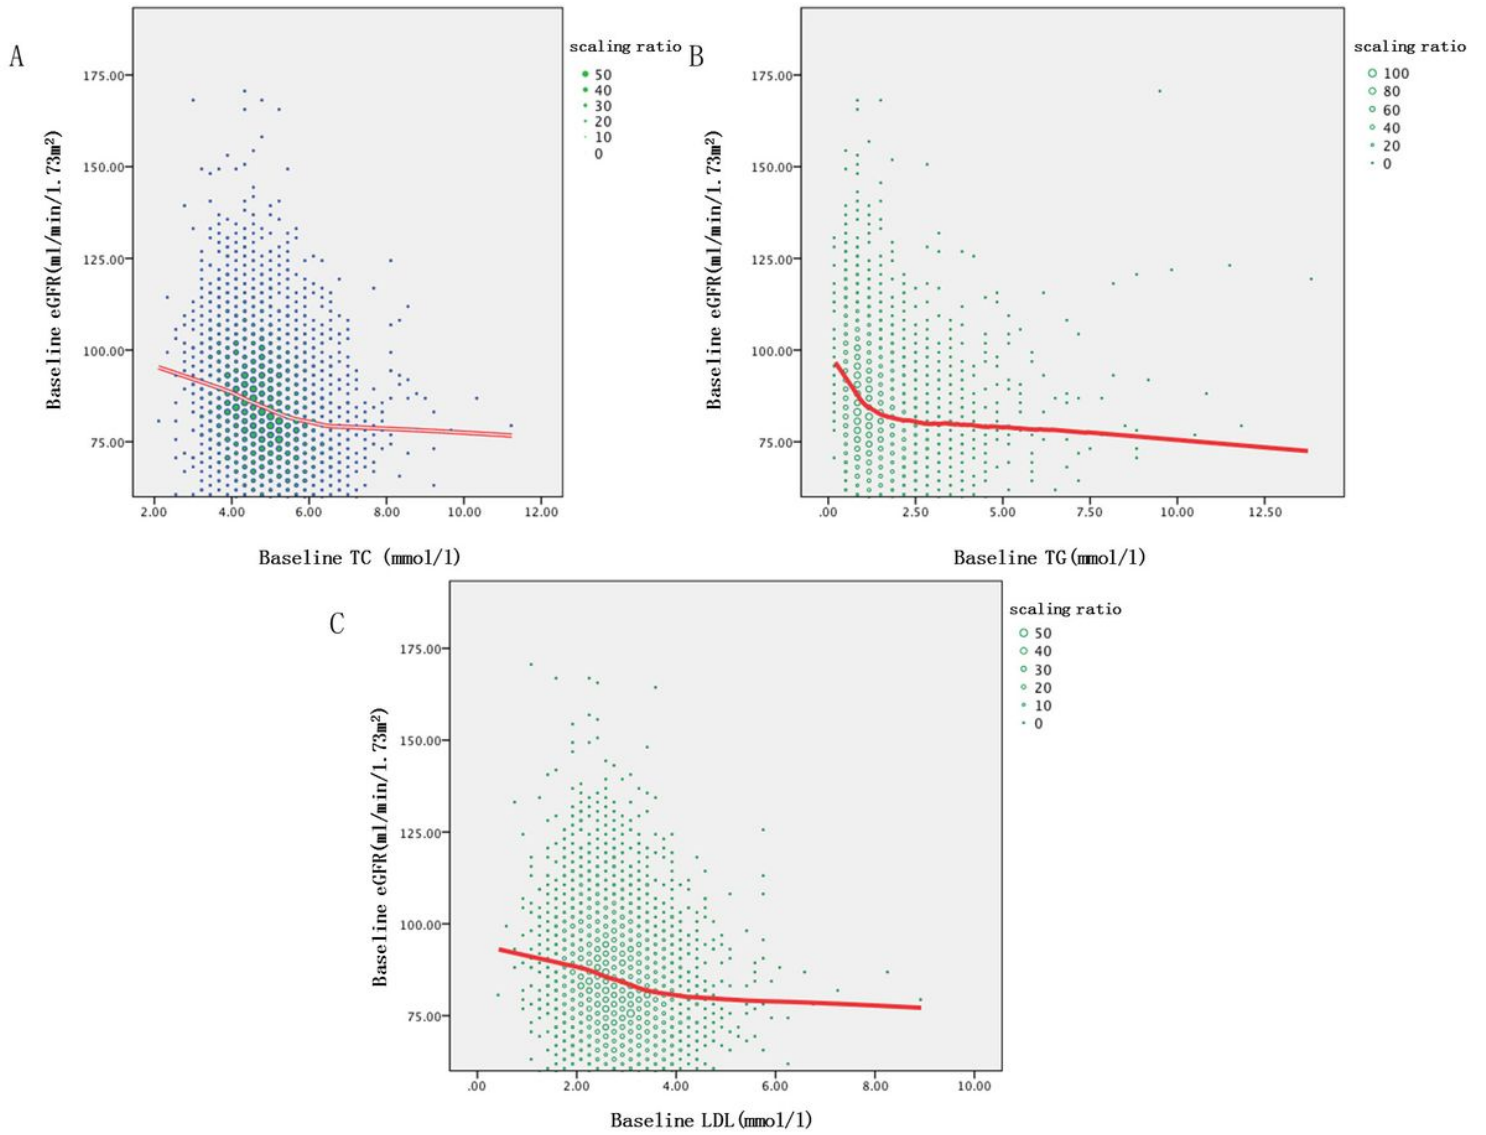 A
Baseline eGFR(ml/min/1.73m²)
175.00
150.00
125.00
100.00
75.00
2.00 4.00 6.00 8.00 10.00 12.00
Baseline TC (mmol/l)
scaling ratio
50
40
30
20
10
0
B
Baseline eGFR(ml/min/1.73m²)
175.00
150.00
125.00
100.00
75.00
.00 2.50 5.00 7.50 10.00 12.50
Baseline TG(mmol/l)
scaling ratio
100
80
60
40
20
0
C
Baseline eGFR(ml/min/1.73m²)
175.00
150.00
125.00
100.00
75.00
.00 2.00 4.00 6.00 8.00 10.00
Baseline LDL(mmol/l)
scaling ratio
50
40
30
20
10
0